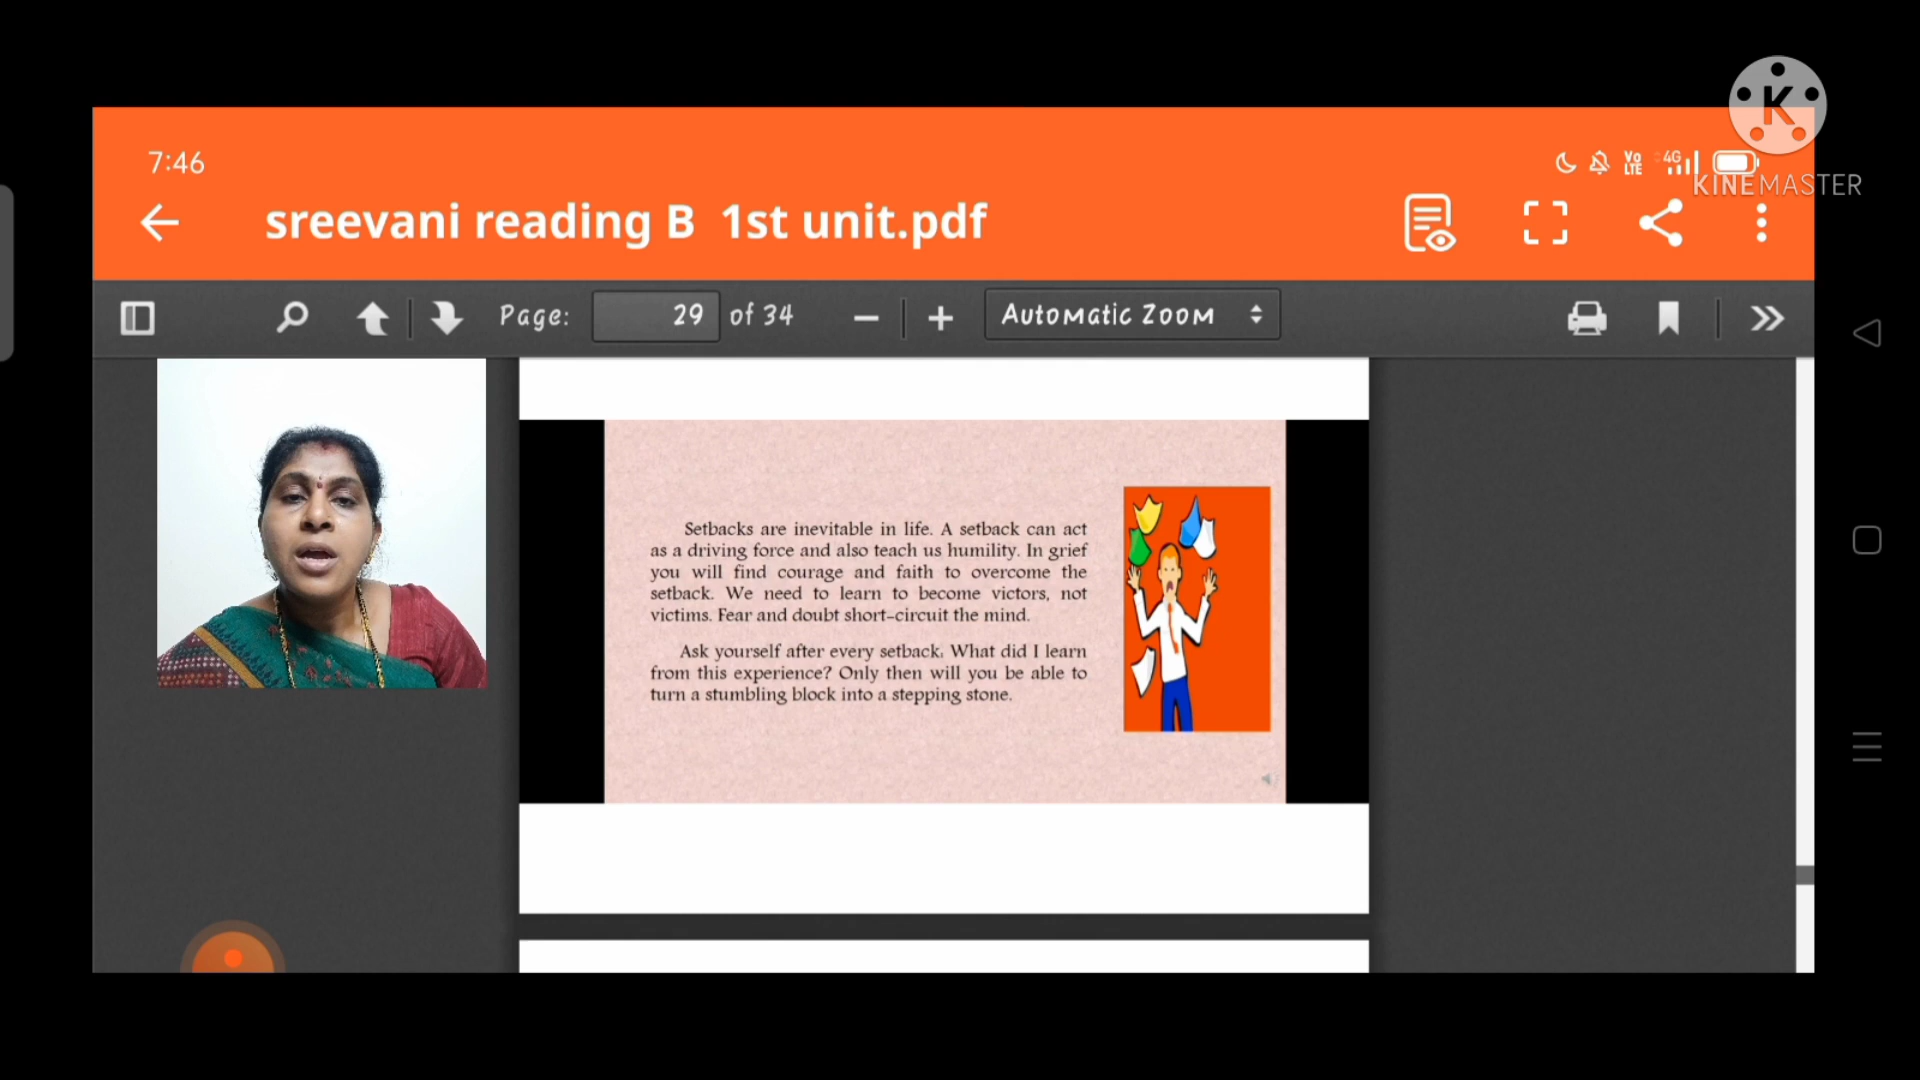 K
KINEMASTER
7:46
Vo
LTE
4G
sreevani reading B 1st unit.pdf
Page:
29
of 34
Automatic Zoom
Setbacks are inevitable in life. A setback can act
as a driving force and also teach us humility. In grief
you will find courage and faith to overcome the
setback. We need to learn to become victors, not
victims. Fear and doubt short-circuit the mind.
Ask yourself after every setback. What did I learn
from this experience? Only then will you be able to
turn a stumbling block into a stepping stone.